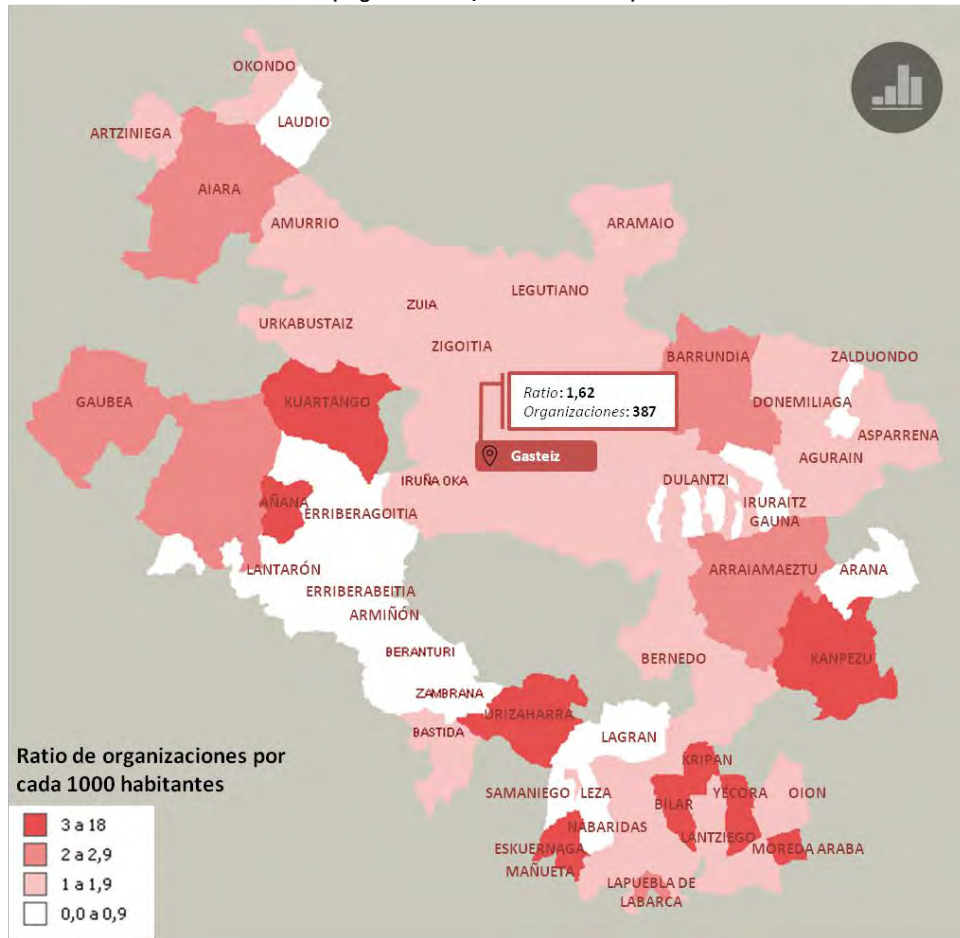 OKONDO
LAUDIO
ARTZINIEGA
AIARA
AMURRIO
ARAMAIO
LEGUTIANO
ZUIA
URKABUSTAIZ
ZIGOITIA
BARRUNDIA
ZALDUONDO
GAUBEA
KUARTANGO
Ratio: 1,62
Organizaciones: 387
DONEMILIAGA
ASPARRENA
Gasteiz
AGURAIN
IRUÑA OKA
DULANTZI
AÑANA
ERRIBERAGOITIA
IRURAITZ
GAUNA
LANTARÓN
ARRAIAMAEZTU
ARANA
ERRIBERABEITIA
ARMIÑÓN
BERANTURI
BERNEDO
KANPEZU
ZAMBRANA
URIZAHARRA
BASTIDA
LAGRAN
KRIPAN
SAMANIEGO
LEZA
BILAR
YÉCORA
OION
NABARIDAS
LANTZIEGO
ESKUERNAGA
MOREDA ARABA
MAÑUETA
LAPUEBLA DE
LABARCA
Ratio de organizaciones por
cada 1000 habitantes
3 a 18
2 a 2,9
1 a 1,9
0,0 a 0,9